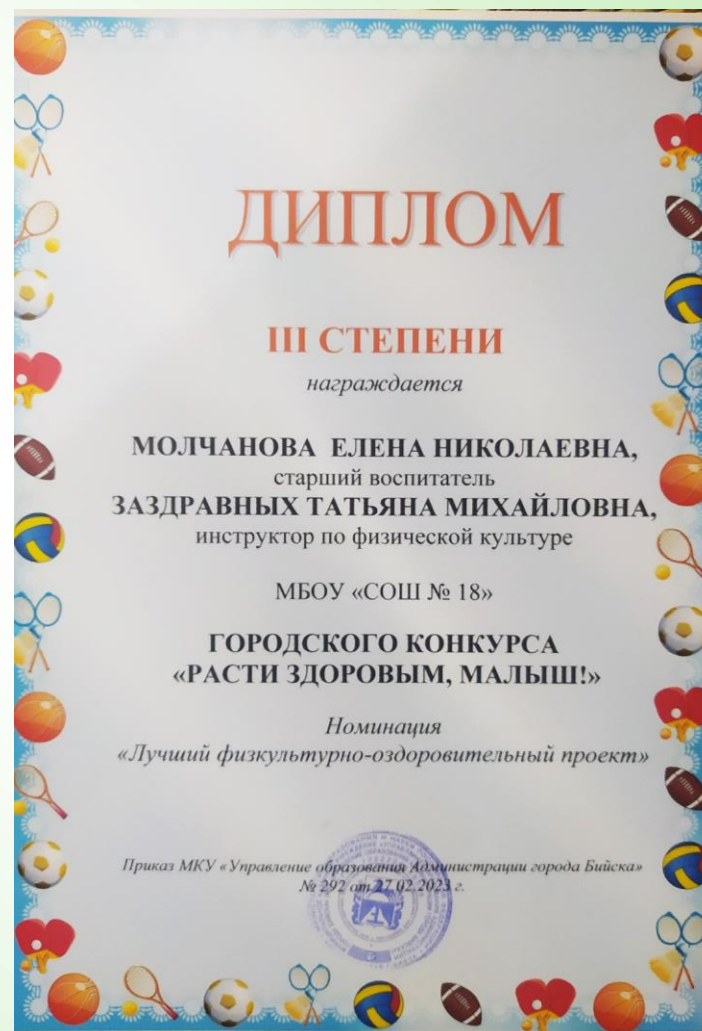 ДИПЛОМ
III СТЕПЕНИ
награждается
МОЛЧАНОВА ЕЛЕНА НИКОЛАЕВНА,
старший воспитатель
ЗАЗДРАВНЫХ ТАТЬЯНА МИХАЙЛОВНА,
инструктор по физической культуре
МБОУ «СОШ № 18»
ГОРОДСКОГО КОНКУРСА
«РАСТИ ЗДОРОВЫМ, МАЛЫШ!»
Номинация
«Лучший физкультурно-оздоровительный проект»
Приказ МКУ «Управление образования Администрации города Бийска»
№ 292 от 27.02.2023 г.